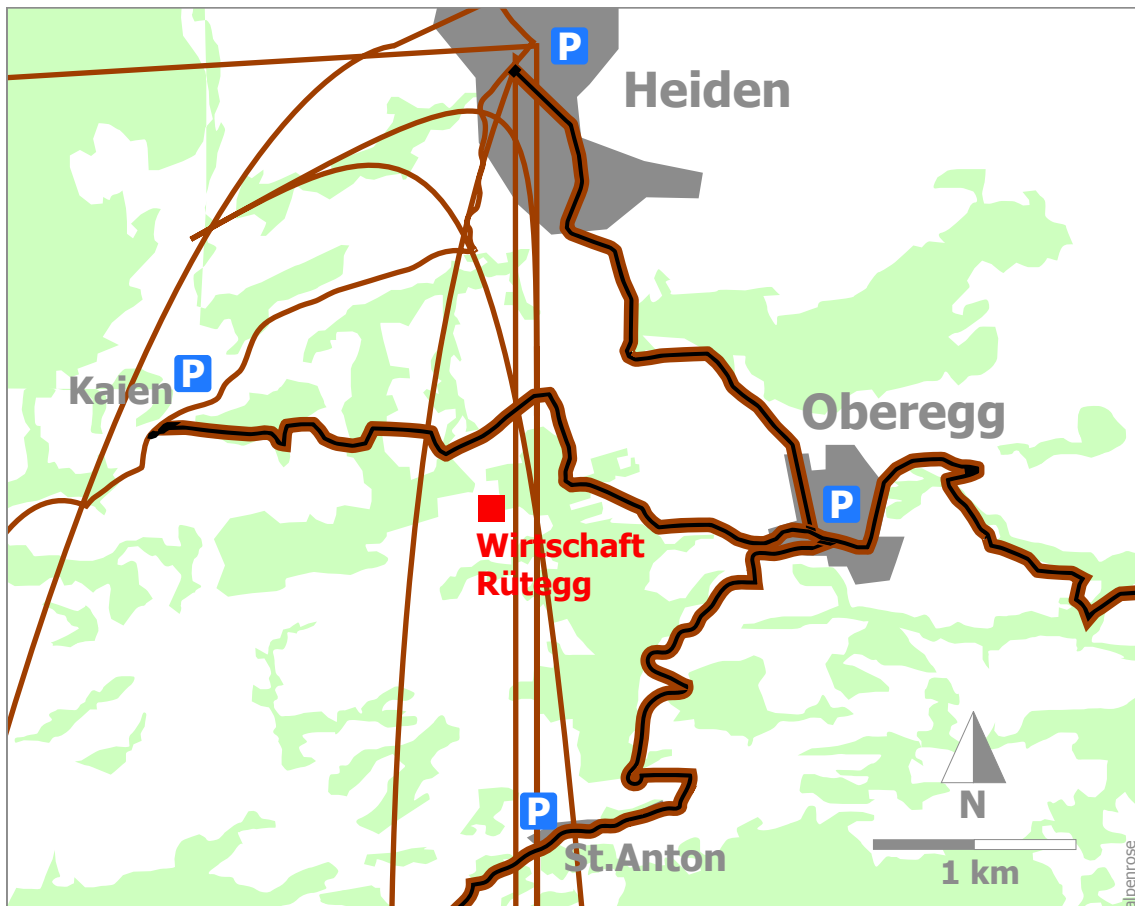 P
Heiden
Kaien
P
Oberegg
P
Wirtschaft
Rütegg
P
St.Anton
N
1 km
alpenrose